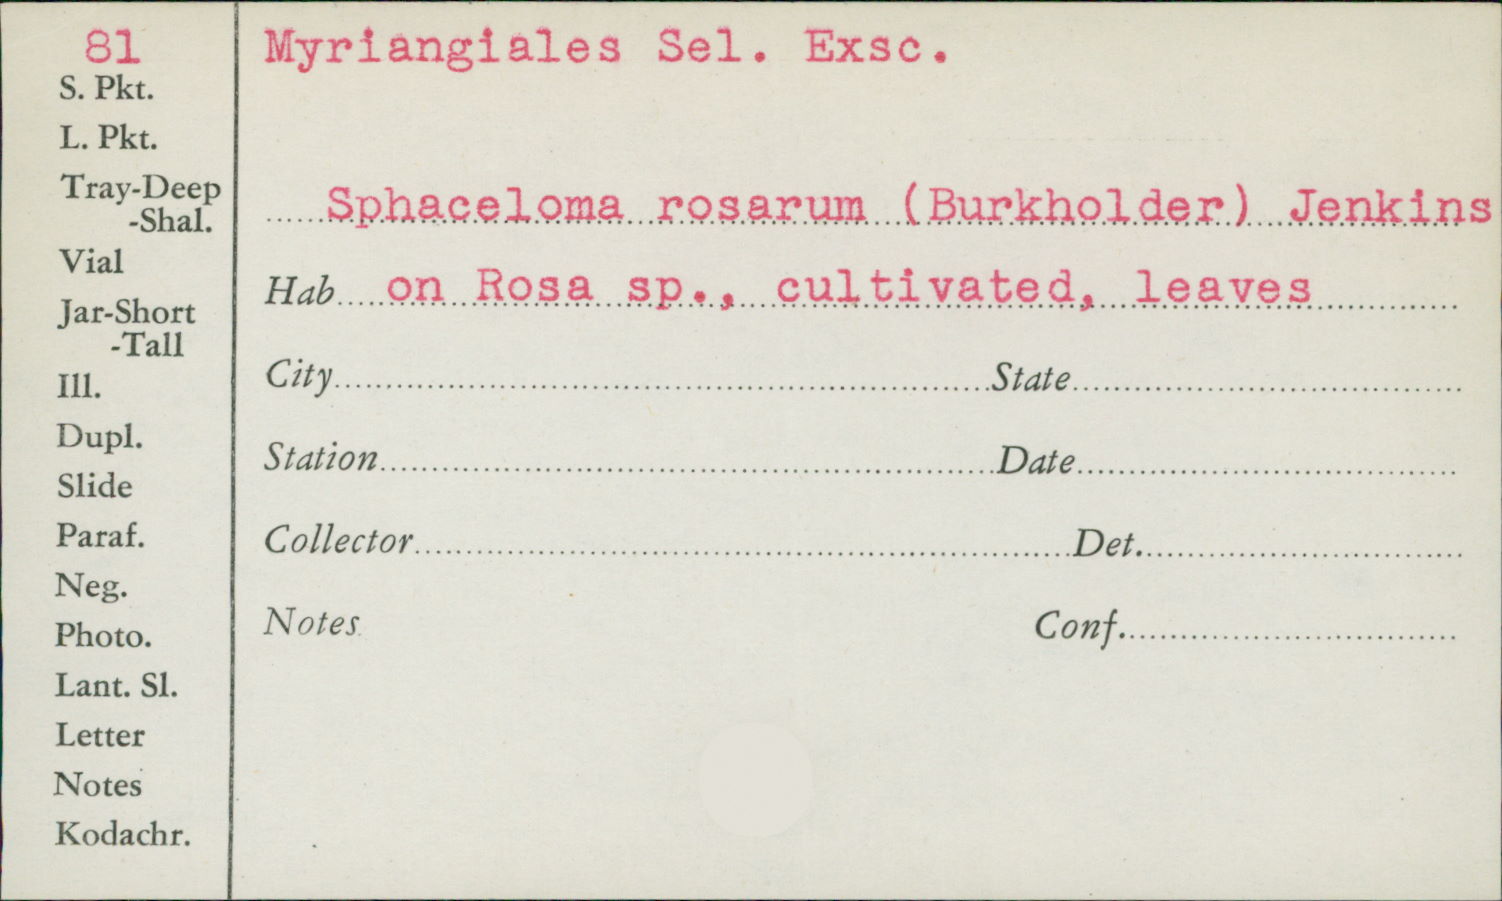 81
S. Pkt.
L. Pkt.
Tray-Deep
-Shal.
Vial
Jar-Short
-Tall
Ill.
Dupl.
Slide
Paraf.
Neg.
Photo.
Lant. Sl.
Letter
Notes
Kodachr.
Myriangiales Sel. Exsc.
Sphaceloma rosarum (Burkholder) Jenkins
Hab. on Rosa sp., cultivated, leaves
City State
Station Date
Collector Det.
Notes Conf.